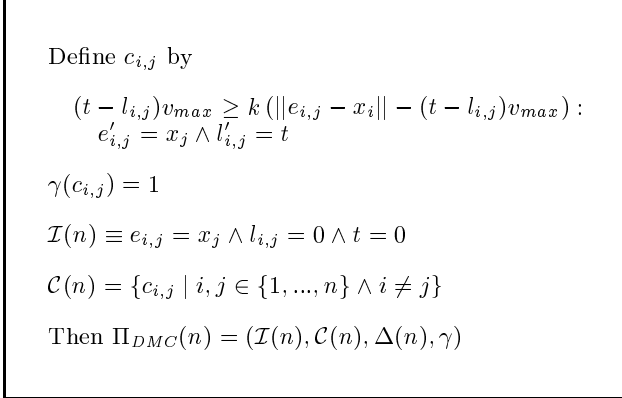 Define c_{i,j} by
(t − l_{i,j})v_{max} ≥ k (||e_{i,j} − x_i|| − (t − l_{i,j})v_{max}) :
e′_{i,j} = x_j ∧ l′_{i,j} = t
γ(c_{i,j}) = 1
𝓘(n) ≡ e_{i,j} = x_j ∧ l_{i,j} = 0 ∧ t = 0
𝓒(n) = {c_{i,j} | i, j ∈ {1, ..., n} ∧ i ≠ j}
Then Π_{DMC}(n) = (𝓘(n), 𝓒(n), Δ(n), γ)